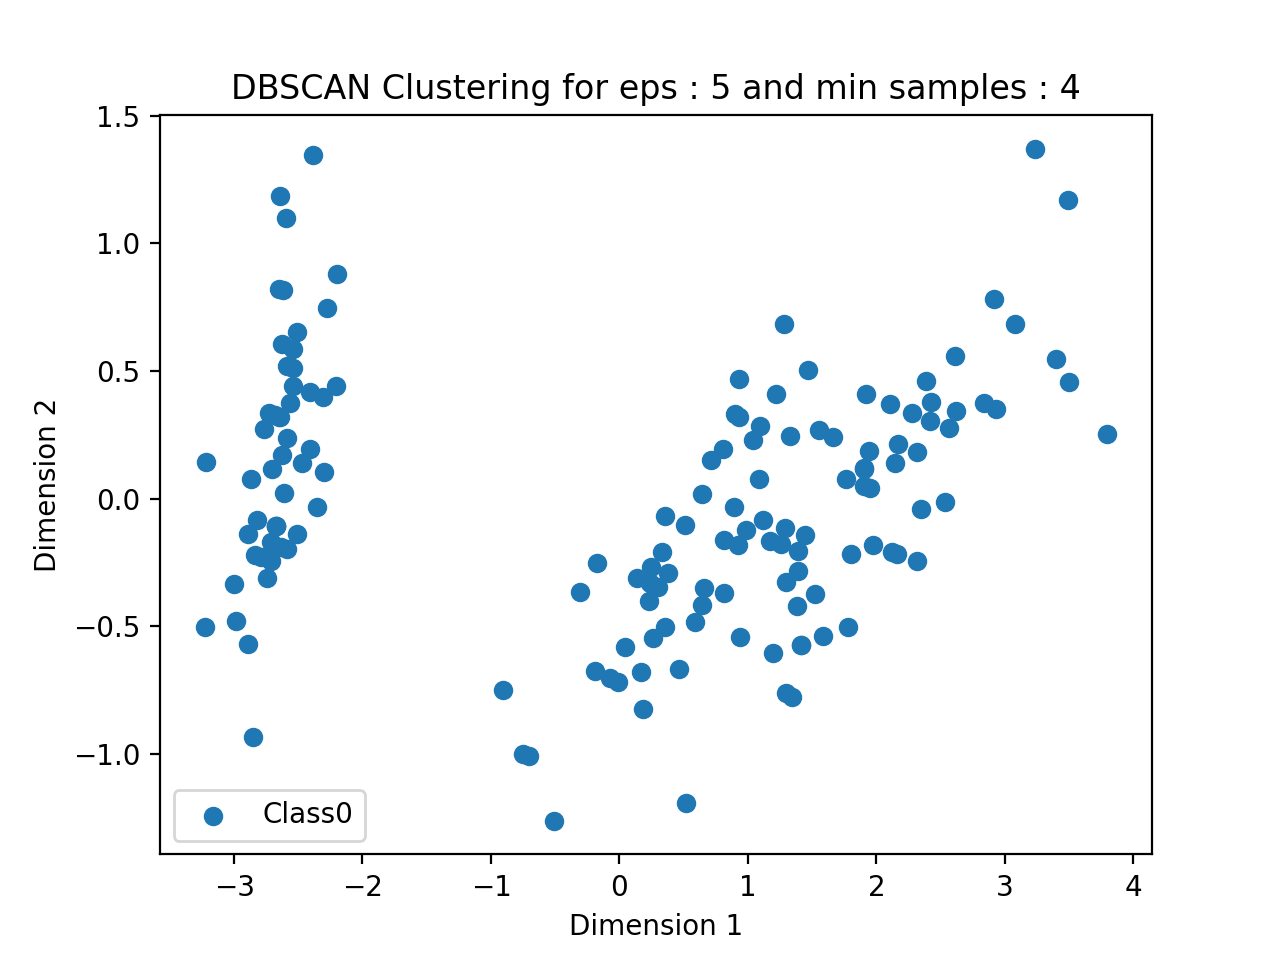 DBSCAN Clustering for eps : 5 and min samples : 4
1.5
1.0
0.5
0.0
−0.5
−1.0
Dimension 2
Class0
−3 −2 −1 0 1 2 3 4
Dimension 1